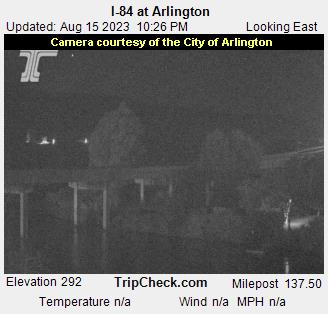 I-84 at Arlington
Updated: Aug 15 2023 10:26 PM Looking East
Camera courtesy of the City of Arlington
Elevation 292 TripCheck.com Milepost 137.50
Temperature n/a Wind n/a MPH n/a